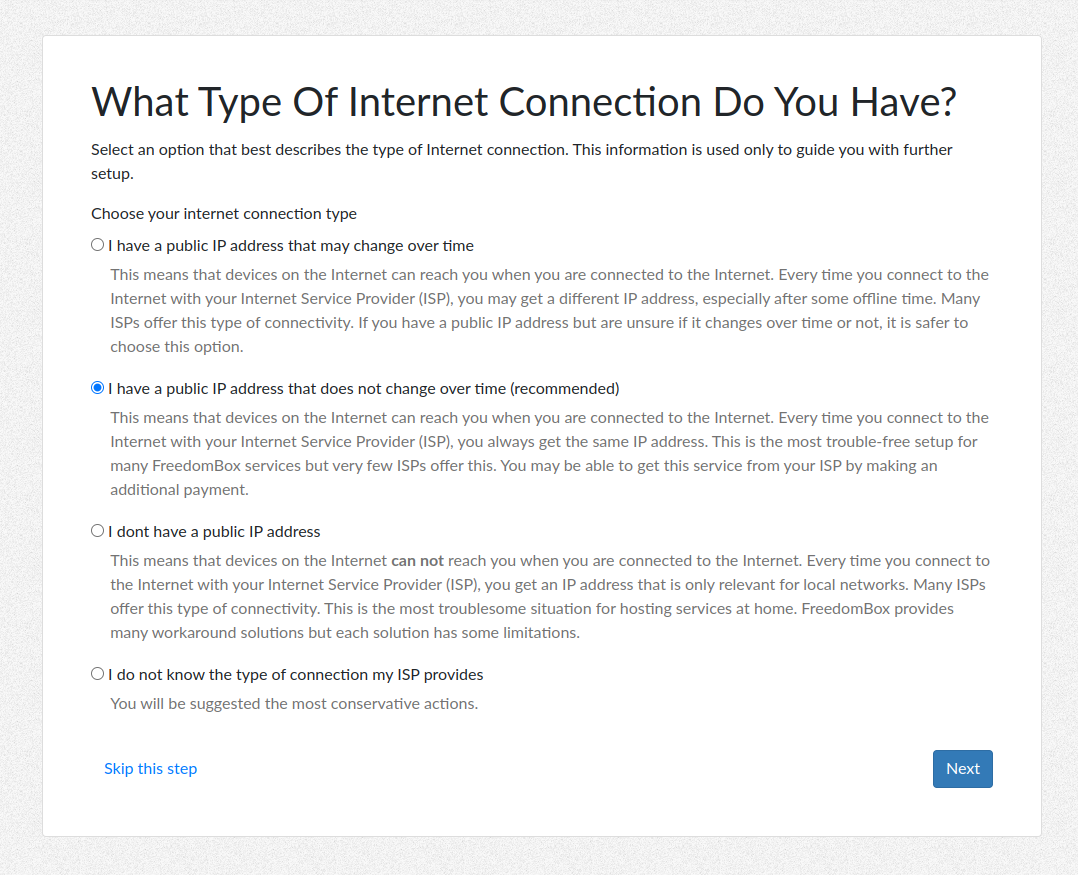 What Type Of Internet Connection Do You Have?
Select an option that best describes the type of Internet connection. This information is used only to guide you with further
setup.
Choose your internet connection type
I have a public IP address that may change over time
This means that devices on the Internet can reach you when you are connected to the Internet. Every time you connect to the
Internet with your Internet Service Provider (ISP), you may get a different IP address, especially after some offline time. Many
ISPs offer this type of connectivity. If you have a public IP address but are unsure if it changes over time or not, it is safer to
choose this option.
I have a public IP address that does not change over time (recommended)
This means that devices on the Internet can reach you when you are connected to the Internet. Every time you connect to the
Internet with your Internet Service Provider (ISP), you always get the same IP address. This is the most trouble-free setup for
many FreedomBox services but very few ISPs offer this. You may be able to get this service from your ISP by making an
additional payment.
I dont have a public IP address
This means that devices on the Internet can not reach you when you are connected to the Internet. Every time you connect to
the Internet with your Internet Service Provider (ISP), you get an IP address that is only relevant for local networks. Many ISPs
offer this type of connectivity. This is the most troublesome situation for hosting services at home. FreedomBox provides
many workaround solutions but each solution has some limitations.
I do not know the type of connection my ISP provides
You will be suggested the most conservative actions.
Skip this step
Next